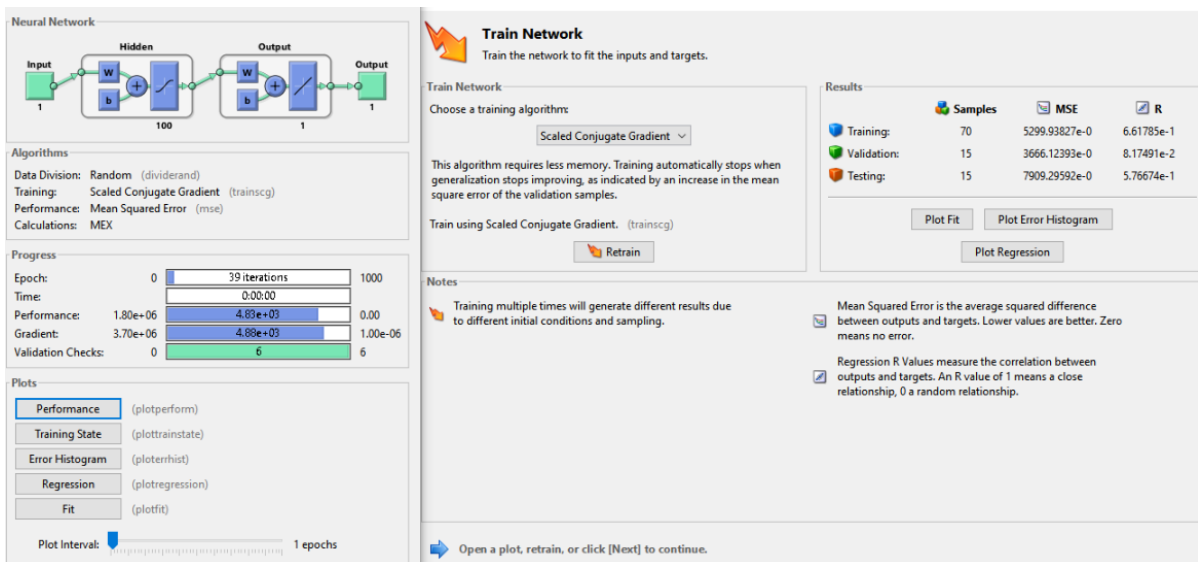 Neural Network
Hidden
Output
Input
Output
W
b
W
b
1
1
100
1
Algorithms
Data Division: Random (dividerand)
Training: Scaled Conjugate Gradient (trainscg)
Performance: Mean Squared Error (mse)
Calculations: MEX
Progress
Epoch: 0 39 iterations 1000
Time: 0:00:00
Performance: 1.80e+06 4.83e+03 0.00
Gradient: 3.70e+06 4.88e+03 1.00e-06
Validation Checks: 0 6 6
Plots
Performance (plotperform)
Training State (plottrainstate)
Error Histogram (ploterrhist)
Regression (plotregression)
Fit (plotfit)
Plot Interval: 1 epochs
Train Network
Train the network to fit the inputs and targets.
Train Network
Choose a training algorithm:
Scaled Conjugate Gradient
This algorithm requires less memory. Training automatically stops when
generalization stops improving, as indicated by an increase in the mean
square error of the validation samples.
Train using Scaled Conjugate Gradient. (trainscg)
Retrain
Results
Samples MSE R
Training: 70 5299.93827e-0 6.61785e-1
Validation: 15 3666.12393e-0 8.17491e-2
Testing: 15 7909.29592e-0 5.76674e-1
Plot Fit Plot Error Histogram
Plot Regression
Notes
Training multiple times will generate different results due
to different initial conditions and sampling.
Mean Squared Error is the average squared difference
between outputs and targets. Lower values are better. Zero
means no error.
Regression R Values measure the correlation between
outputs and targets. An R value of 1 means a close
relationship, 0 a random relationship.
Open a plot, retrain, or click [Next] to continue.